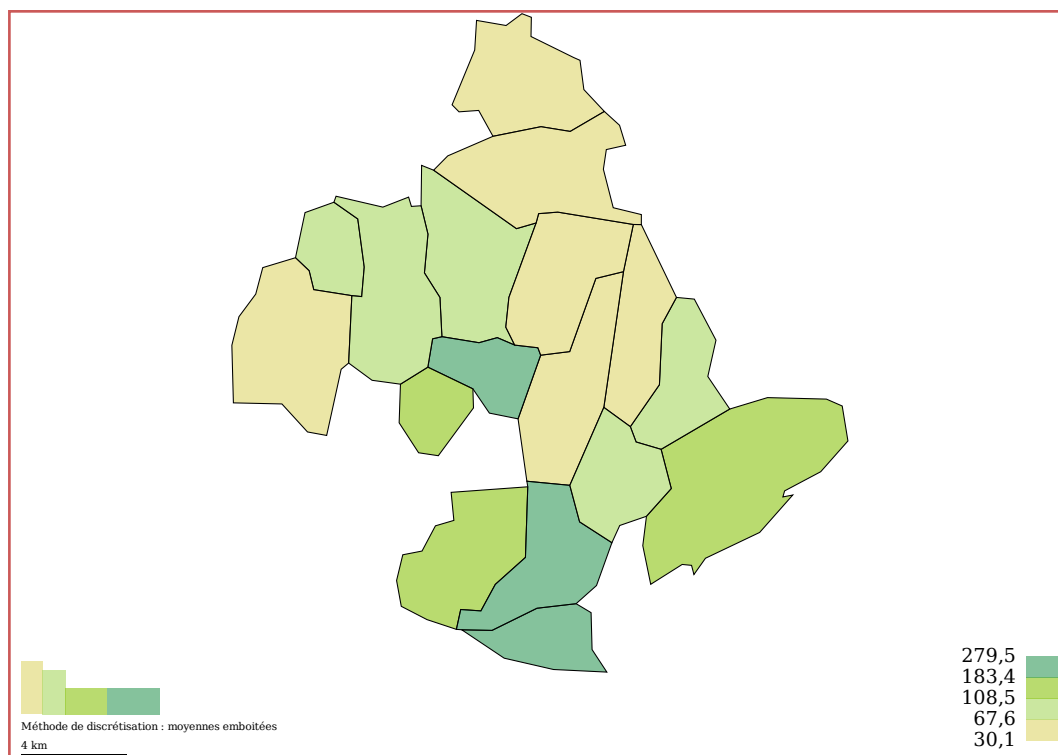 279,5
183,4
108,5
67,6
30,1
Méthode de discrétisation : moyennes emboitées
4 km